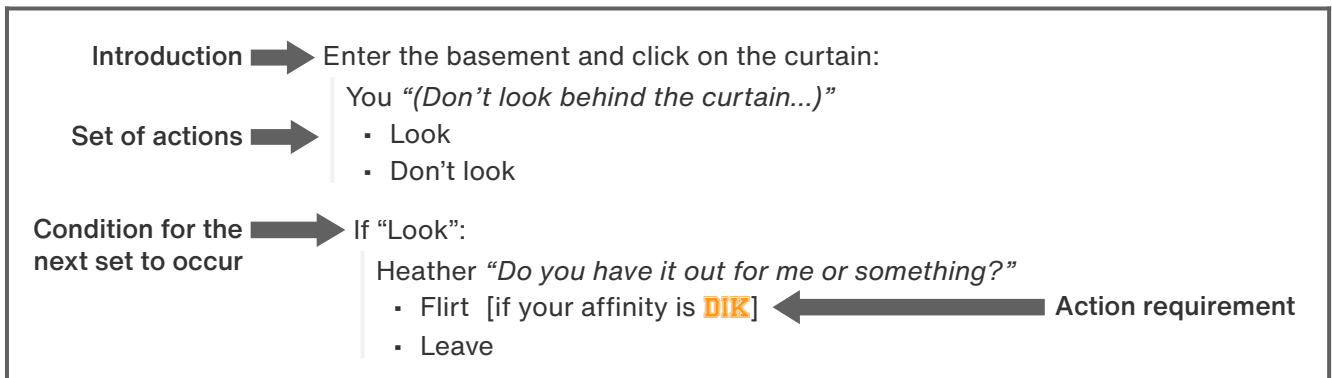 Introduction Enter the basement and click on the curtain:
You “(Don’t look behind the curtain...)”
Set of actions ▪ Look
▪ Don’t look
Condition for the If “Look”:
next set to occur
Heather “Do you have it out for me or something?”
▪ Flirt [if your affinity is DIK] Action requirement
▪ Leave